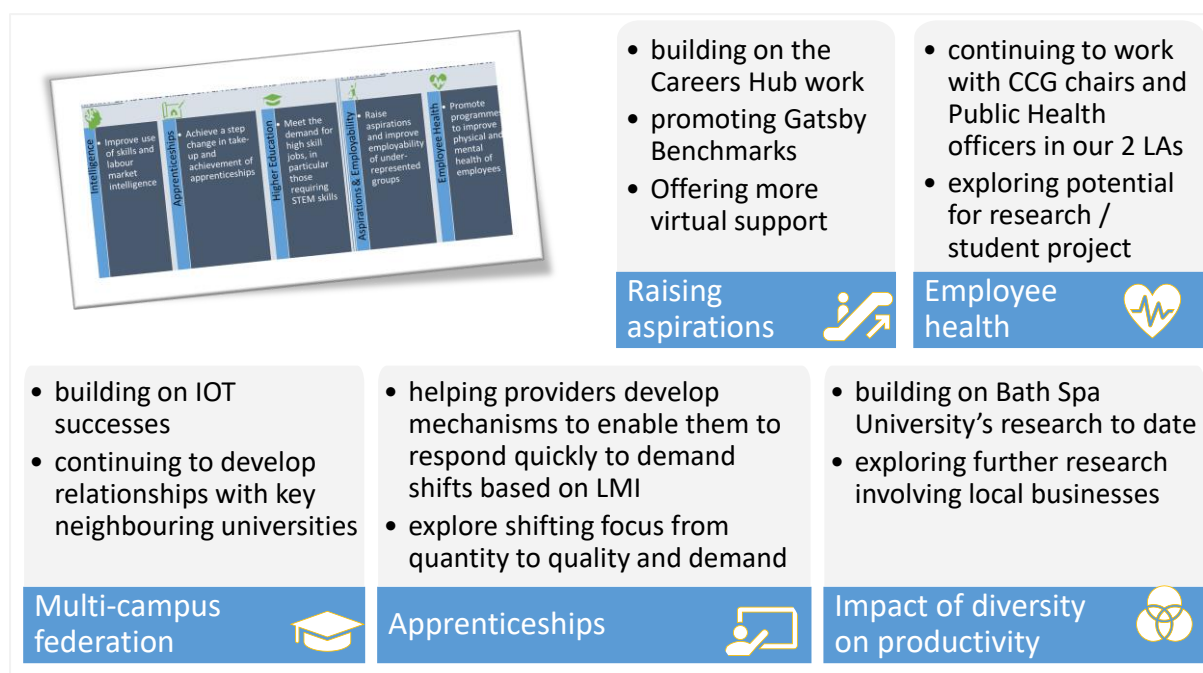 Intelligence
• Improve use
of skills and
labour
market
intelligence
Apprenticeships
• Achieve a step
change in take-
up and
achievement of
apprenticeships
Higher Education
• Meet the
demand for
high skill
jobs, in
particular
those
requiring
STEM skills
Aspirations & Employability
• Raise
aspirations
and improve
employability
of under-
represented
groups
Employee Health
• Promote
programmes
to improve
physical and
mental
health of
employees
• building on the
Careers Hub work
• promoting Gatsby
Benchmarks
• Offering more
virtual support
Raising
aspirations
• continuing to work
with CCG chairs and
Public Health
officers in our 2 LAs
• exploring potential
for research /
student project
Employee
health
• building on IOT
successes
• continuing to develop
relationships with key
neighbouring universities
Multi-campus
federation
• helping providers develop
mechanisms to enable them to
respond quickly to demand
shifts based on LMI
• explore shifting focus from
quantity to quality and demand
Apprenticeships
• building on Bath Spa
University’s research to date
• exploring further research
involving local businesses
Impact of diversity
on productivity